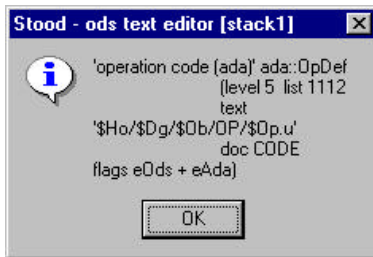 Stood - ods text editor [stack1]
'operation code (ada)' ada::OpDef
(level 5 list 1112
text
'$Ho/$Dg/$Ob/OP/$Op.u'
doc CODE
flags eOds + eAda)
OK